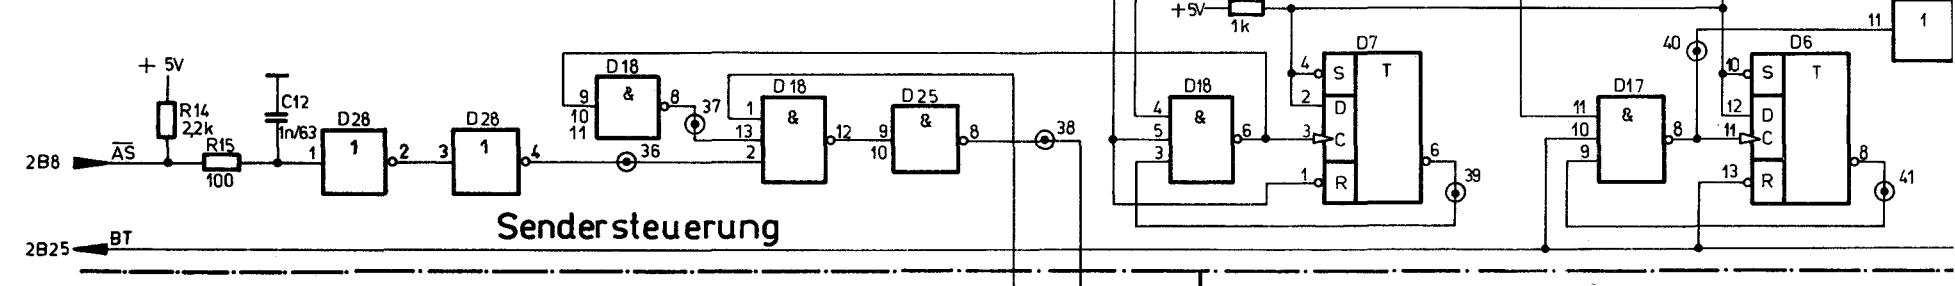 +5V
1k
11
1
40
D7
D6
4
S
T
10
S
T
+ 5V
D18
9
10
11
&
8
37
D18
1
13
2
&
12
D25
9
10
&
8
38
D18
4
5
3
&
6
2
D
3
C
D17
11
10
9
&
8
12
D
11
C
R14
2,2k
C12
1n/63
D28
1
1
2
D28
3
1
4
36
1
R
6
39
13
R
8
41
2B8
AS
R15
100
Sendersteuerung
2B25
BT